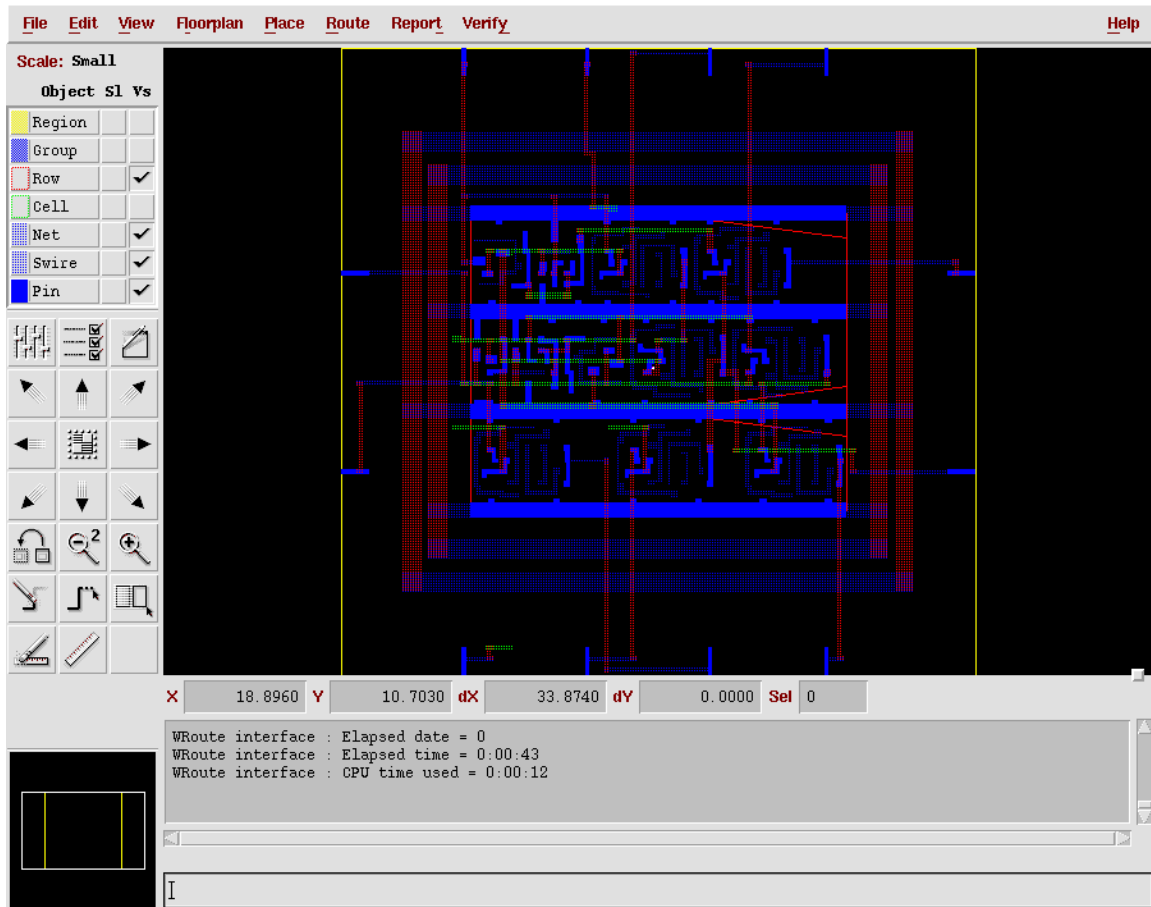 File Edit View Floorplan Place Route Report Verify Help
Scale: Small
Object Sl Vs
Region
Group
Row
Cell
Net
Swire
Pin
2
X 18.8960 Y 10.7030 dX 33.8740 dY 0.0000 Sel 0
WRoute interface : Elapsed date = 0
WRoute interface : Elapsed time = 0:00:43
WRoute interface : CPU time used = 0:00:12